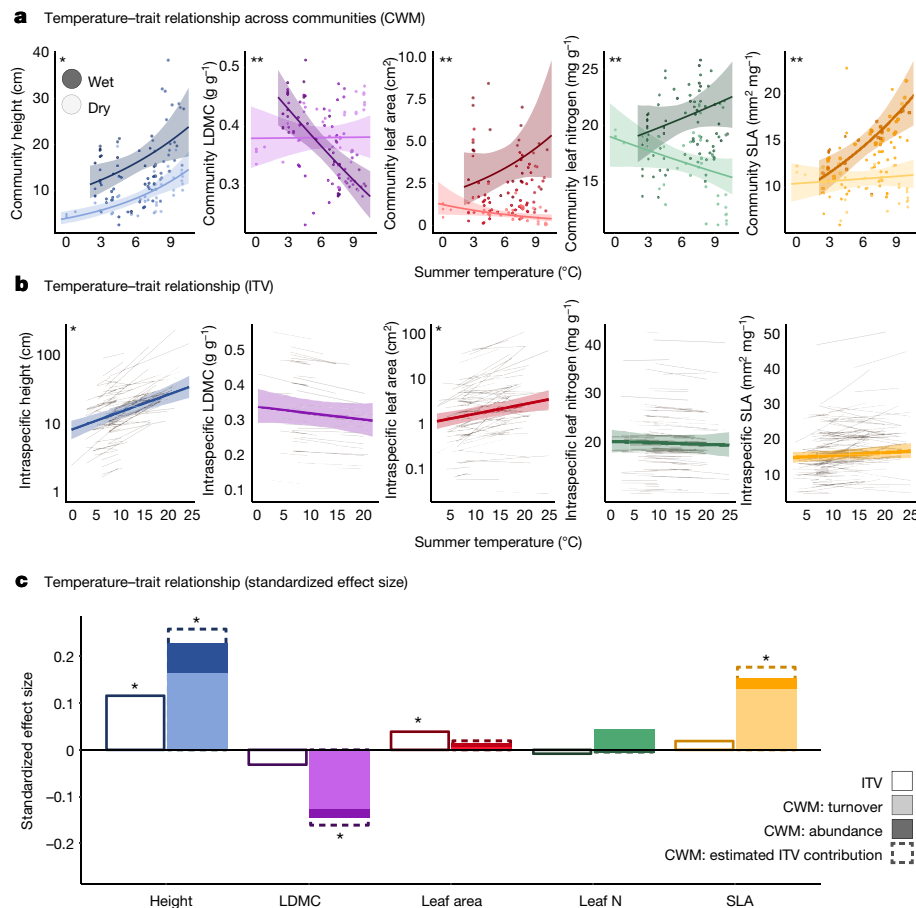 a Temperature–trait relationship across communities (CWM)
Community height (cm)
40
30
20
10
*
Wet
Dry
0 3 6 9
Community LDMC (g g–1)
0.5
0.4
0.3
**
0 3 6 9
Community leaf area (cm2)
10.0
7.5
5.0
2.5
0
**
0 3 6 9
Community leaf nitrogen (mg g–1)
25
20
15
**
0 3 6 9
Community SLA (mm2 mg–1)
20
15
10
**
0 3 6 9
Summer temperature (°C)
b Temperature–trait relationship (ITV)
Intraspecific height (cm)
100
10
1
*
0 5 10 15 20 25
Intraspecific LDMC (g g–1)
0.5
0.4
0.3
0.2
0.1
0 5 10 15 20
Intraspecific leaf area (cm2)
100
10
1
0.1
*
5 10 15 20 25
Intraspecific leaf nitrogen (mg g–1)
40
30
20
0 5 10 15 20 25
Intraspecific SLA (mm2 mg–1)
50
40
30
20
10
5 10 15 20 25
Summer temperature (°C)
c Temperature–trait relationship (standardized effect size)
Standardized effect size
0.2
0.1
0
–0.1
–0.2
*
*
*
*
*
ITV
CWM: turnover
CWM: abundance
CWM: estimated ITV contribution
Height LDMC Leaf area Leaf N SLA